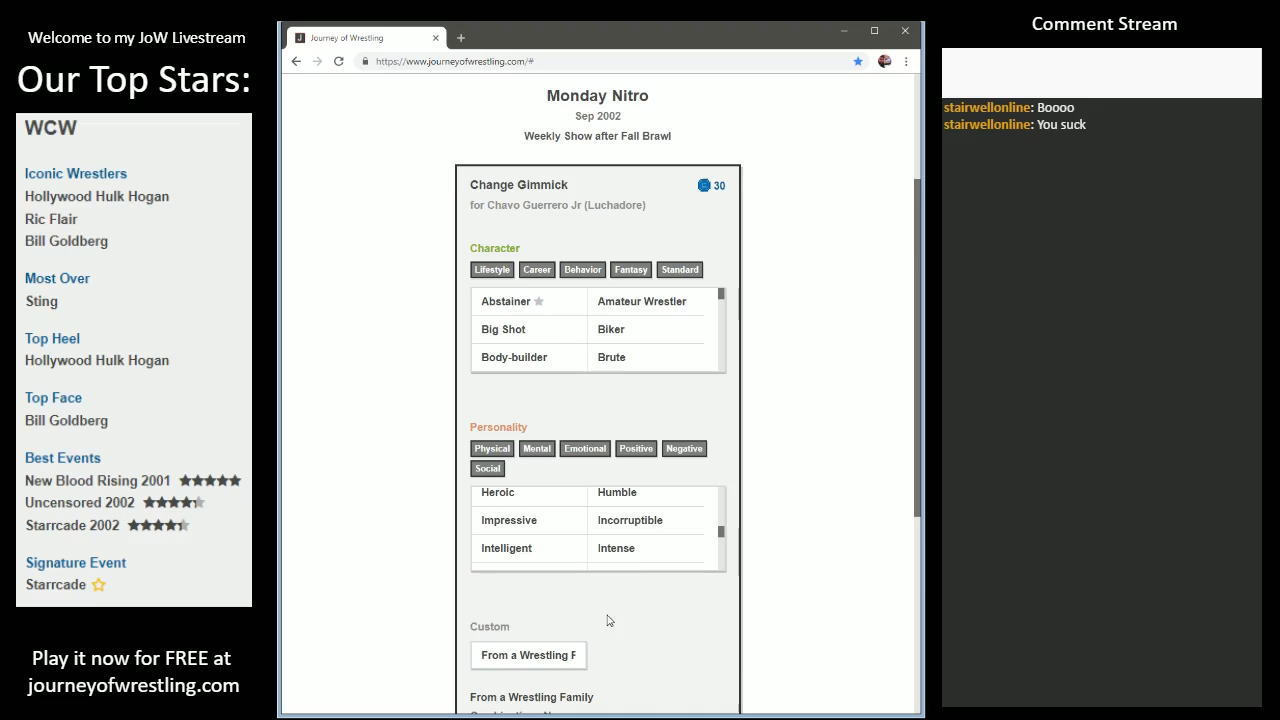 Welcome to my JoW Livestream
Our Top Stars:
WCW
Iconic Wrestlers
Hollywood Hulk Hogan
Ric Flair
Bill Goldberg
Most Over
Sting
Top Heel
Hollywood Hulk Hogan
Top Face
Bill Goldberg
Best Events
New Blood Rising 2001 ★★★★★
Uncensored 2002
Starrcade 2002
Signature Event
Starrcade
Play it now for FREE at
journeyofwrestling.com
J Journey of Wrestling
https://www.journeyofwrestling.com/#
Monday Nitro
Sep 2002
Weekly Show after Fall Brawl
Change Gimmick 30
for Chavo Guerrero Jr (Luchadore)
Character
Lifestyle Career Behavior Fantasy Standard
Abstainer Amateur Wrestler
Big Shot Biker
Body-builder Brute
Personality
Physical Mental Emotional Positive Negative
Social
Heroic Humble
Impressive Incorruptible
Intelligent Intense
Custom
From a Wrestling F
From a Wrestling Family
Comment Stream
stairwellonline: Boooo
stairwellonline: You suck